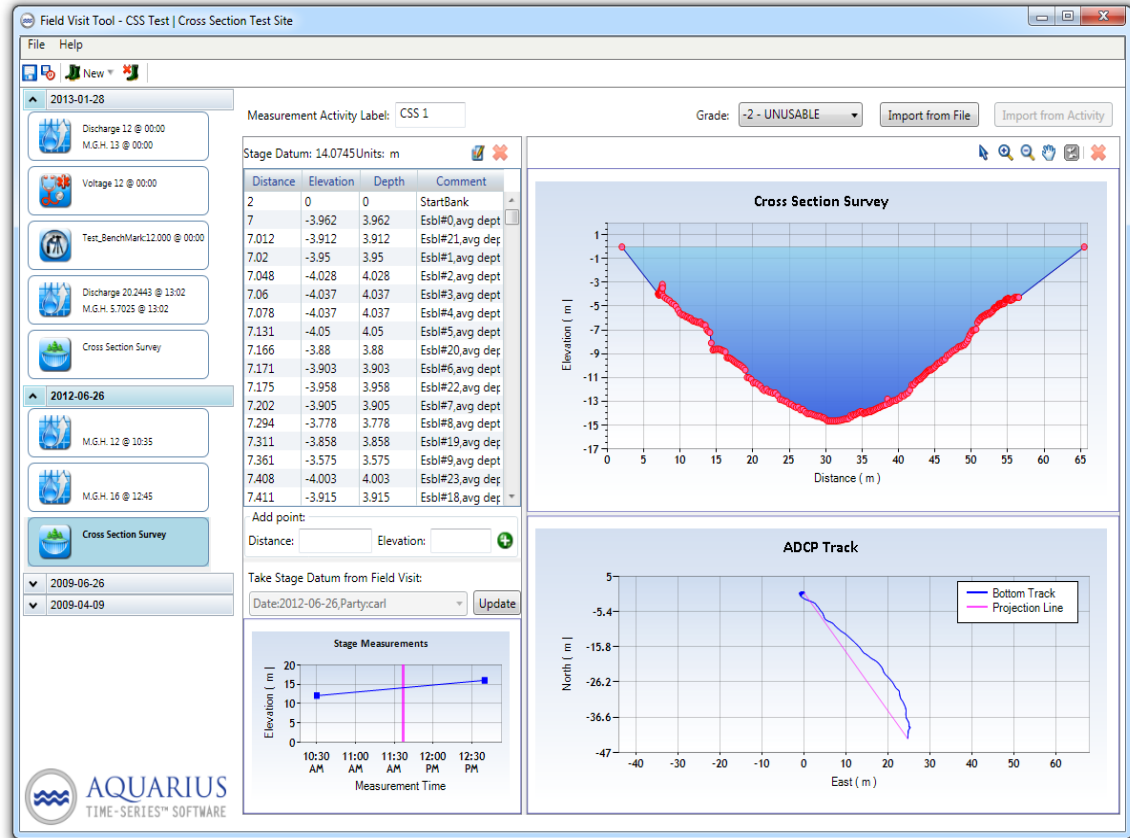 Field Visit Tool - CSS Test | Cross Section Test Site
File Help
New
2013-01-28
Discharge 12 @ 00:00
M.G.H. 13 @ 00:00
Voltage 12 @ 00:00
Test_BenchMark:12.000 @ 00:00
Discharge 20.2443 @ 13:02
M.G.H. 5.7025 @ 13:02
Cross Section Survey
2012-06-26
M.G.H. 12 @ 10:35
M.G.H. 16 @ 12:45
Cross Section Survey
2009-06-26
2009-04-09
AQUARIUS
TIME-SERIES™ SOFTWARE
Measurement Activity Label: CSS 1
Grade: -2 - UNUSABLE Import from File Import from Activity
Stage Datum: 14.0745Units: m
Distance Elevation Depth Comment
2 0 0 StartBank
7 -3.962 3.962 Esbl#0,avg dept
7.012 -3.912 3.912 Esbl#21,avg dep
7.02 -3.95 3.95 Esbl#1,avg dept
7.048 -4.028 4.028 Esbl#2,avg dept
7.06 -4.037 4.037 Esbl#3,avg dept
7.078 -4.037 4.037 Esbl#4,avg dept
7.131 -4.05 4.05 Esbl#5,avg dept
7.166 -3.88 3.88 Esbl#20,avg dep
7.171 -3.903 3.903 Esbl#6,avg dept
7.175 -3.958 3.958 Esbl#22,avg dep
7.202 -3.905 3.905 Esbl#7,avg dept
7.294 -3.778 3.778 Esbl#8,avg dept
7.311 -3.858 3.858 Esbl#19,avg dep
7.361 -3.575 3.575 Esbl#9,avg dept
7.408 -4.003 4.003 Esbl#23,avg dep
7.411 -3.915 3.915 Esbl#18,avg dep
Add point:
Distance: Elevation:
Take Stage Datum from Field Visit:
Date:2012-06-26,Party:carl Update
Stage Measurements
Elevation ( m )
20
15
10
5
0
10:30 11:00 11:30 12:00 12:30
AM AM AM PM PM
Measurement Time
Cross Section Survey
Elevation ( m )
1
-1
-3
-5
-7
-9
-11
-13
-15
-17
0 5 10 15 20 25 30 35 40 45 50 55 60 65
Distance ( m )
ADCP Track
Bottom Track
Projection Line
North ( m )
5
-5.4
-15.8
-26.2
-36.6
-47
-40 -30 -20 -10 0 10 20 30 40 50 60
East ( m )